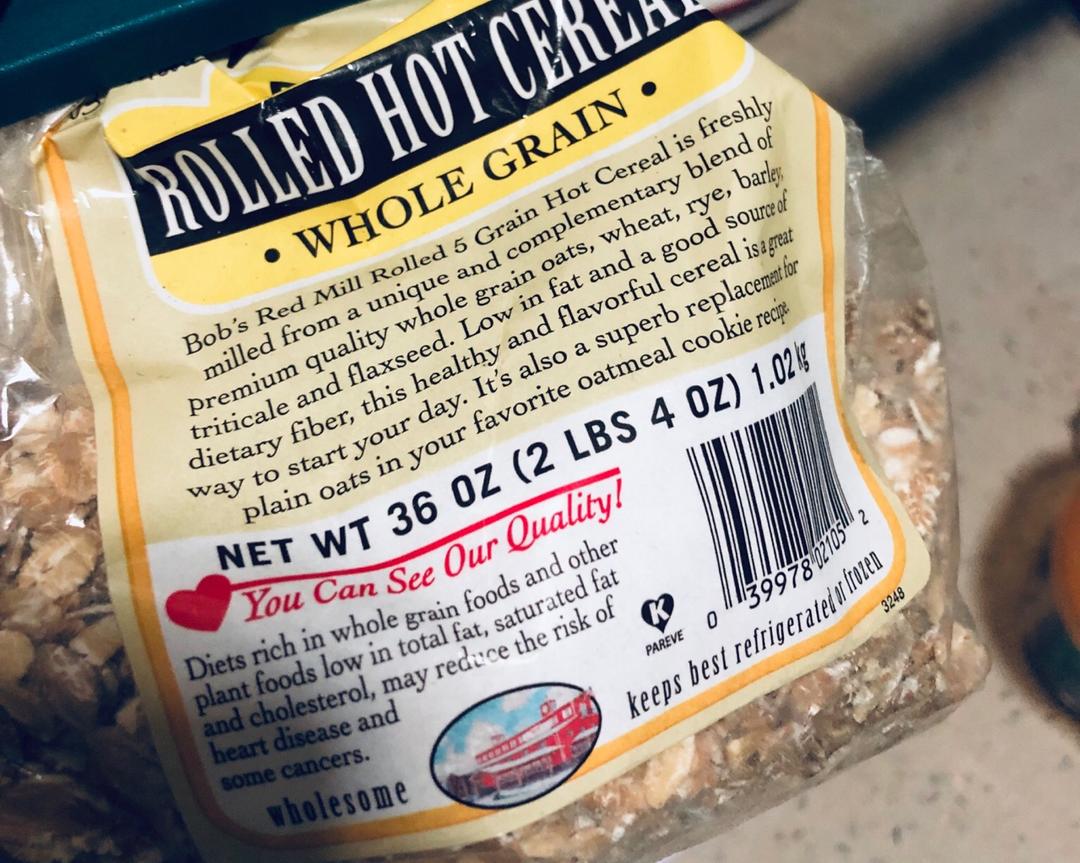 ROLLED HOT CEREAL
• WHOLE GRAIN •
Bob's Red Mill Rolled 5 Grain Hot Cereal is freshly
milled from a unique and complementary blend of
premium quality whole grain oats, wheat, rye, barley,
triticale and flaxseed. Low in fat and a good source of
dietary fiber, this healthy and flavorful cereal is a great
way to start your day. It's also a superb replacement for
plain oats in your favorite oatmeal cookie recipe.
NET WT 36 OZ (2 LBS 4 OZ) 1.02 kg
You Can See Our Quality!
Diets rich in whole grain foods and other
plant foods low in total fat, saturated fat
and cholesterol, may reduce the risk of
heart disease and
some cancers.
wholesome
K
PAREVE
0 39978 02105 2
keeps best refrigerated or frozen
3248